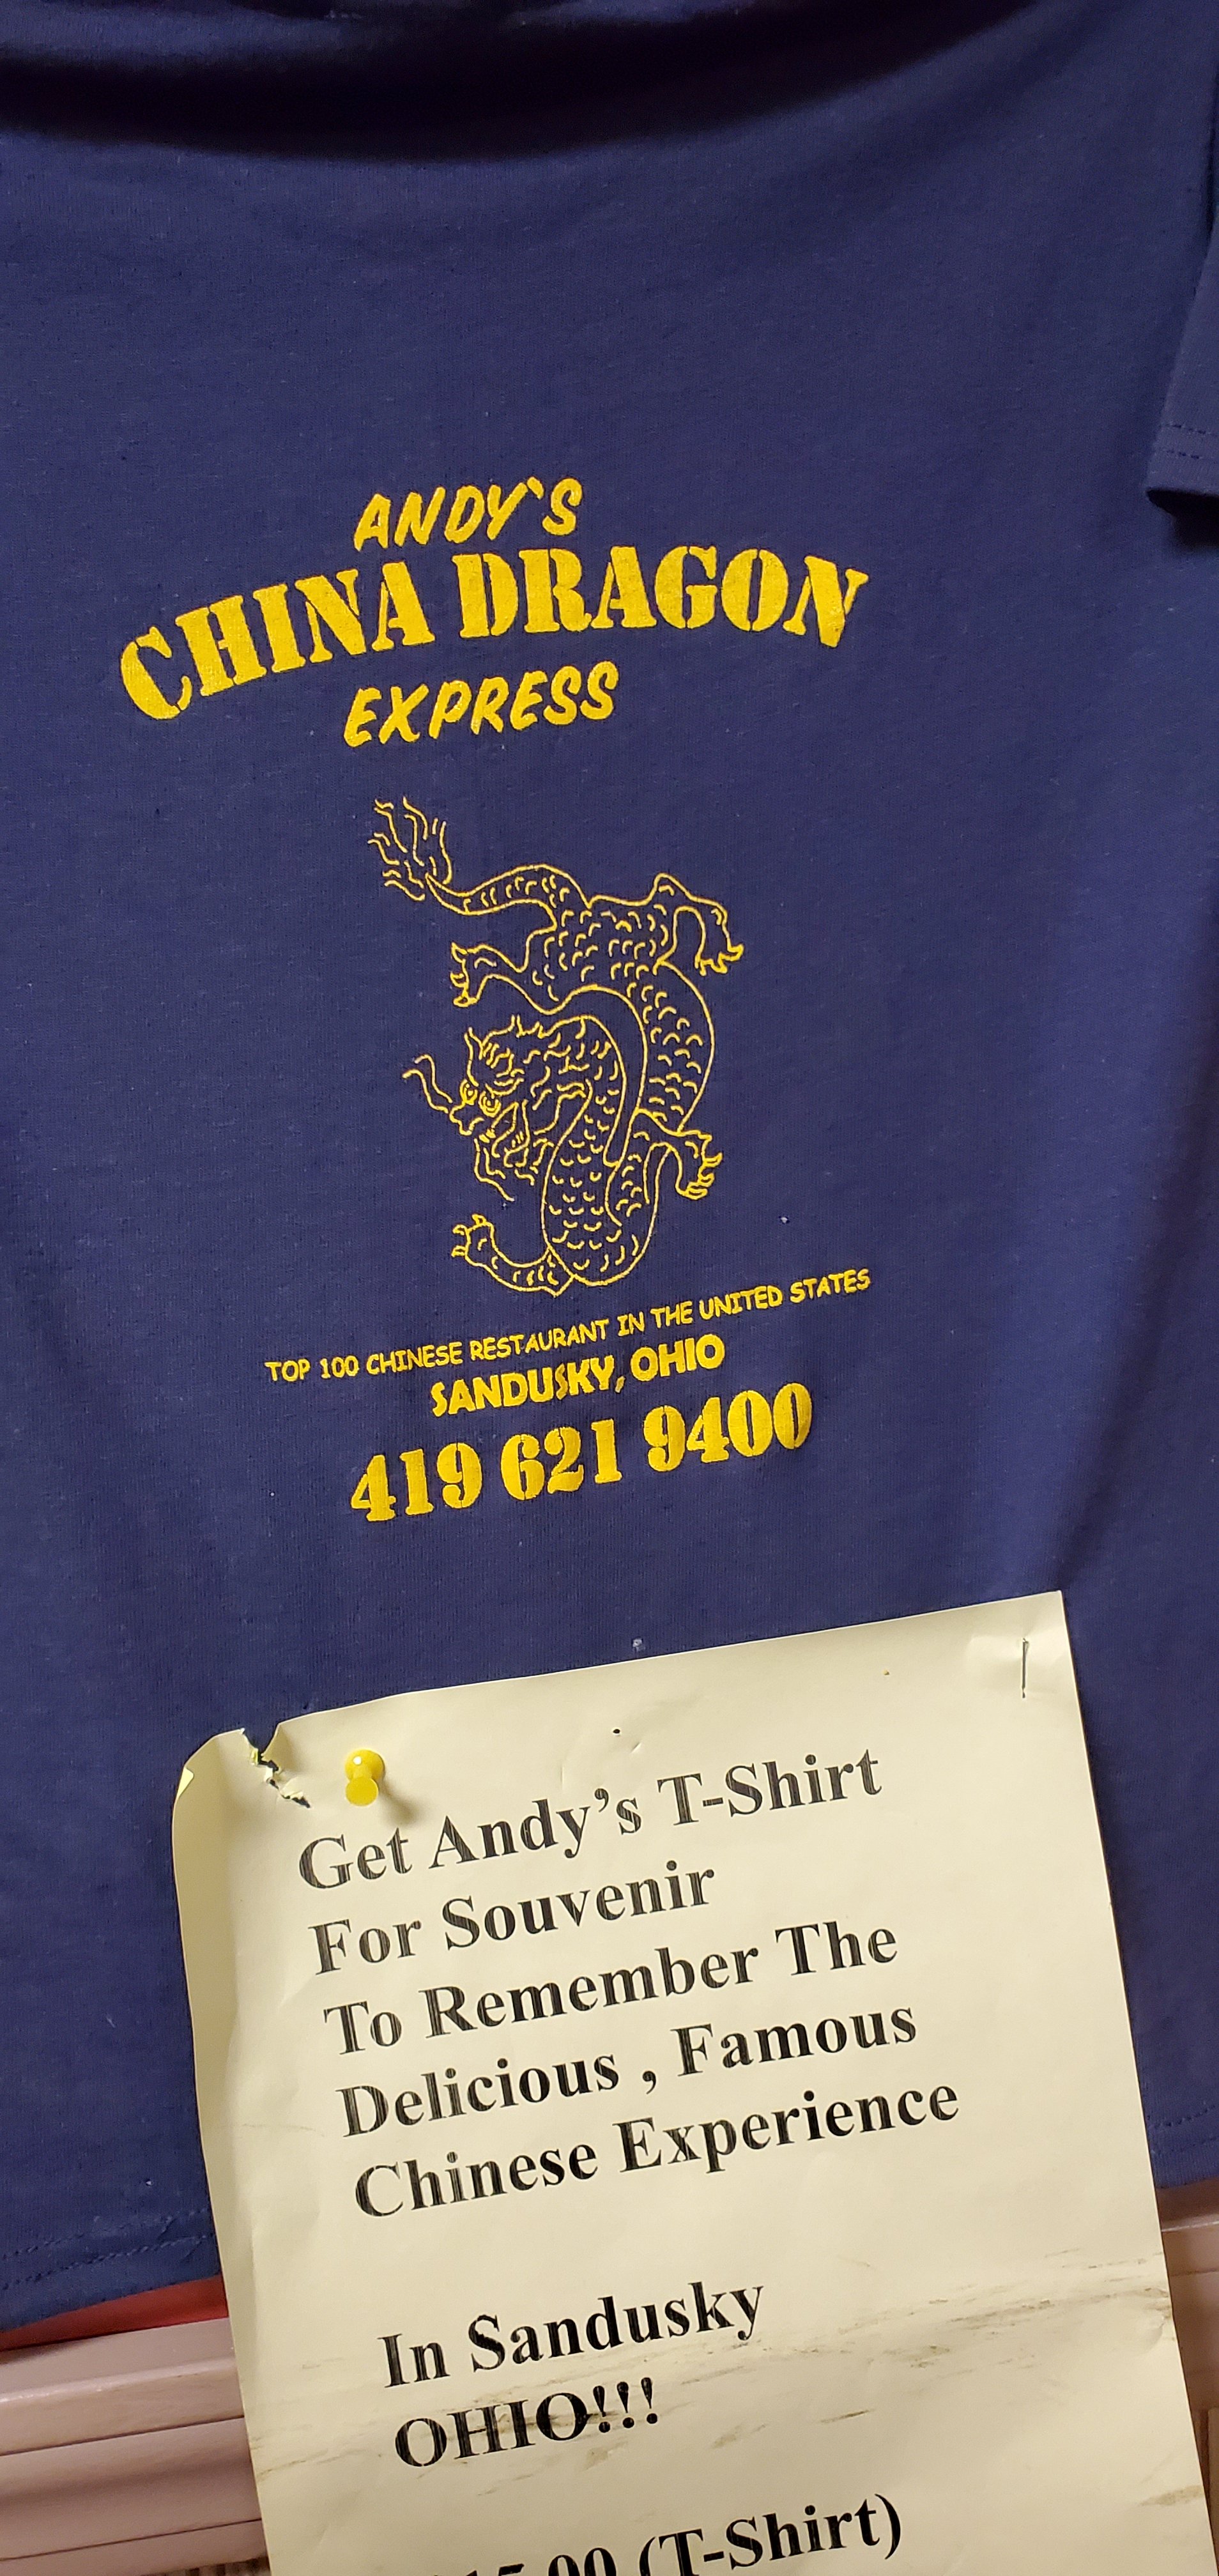 ANDY'S
CHINA DRAGON
EXPRESS
TOP 100 CHINESE RESTAURANT IN THE UNITED STATES
SANDUSKY, OHIO
419 621 9400
Get Andy's T-Shirt
For Souvenir
To Remember The
Delicious , Famous
Chinese Experience
In Sandusky
OHIO!!!
(T-Shirt)